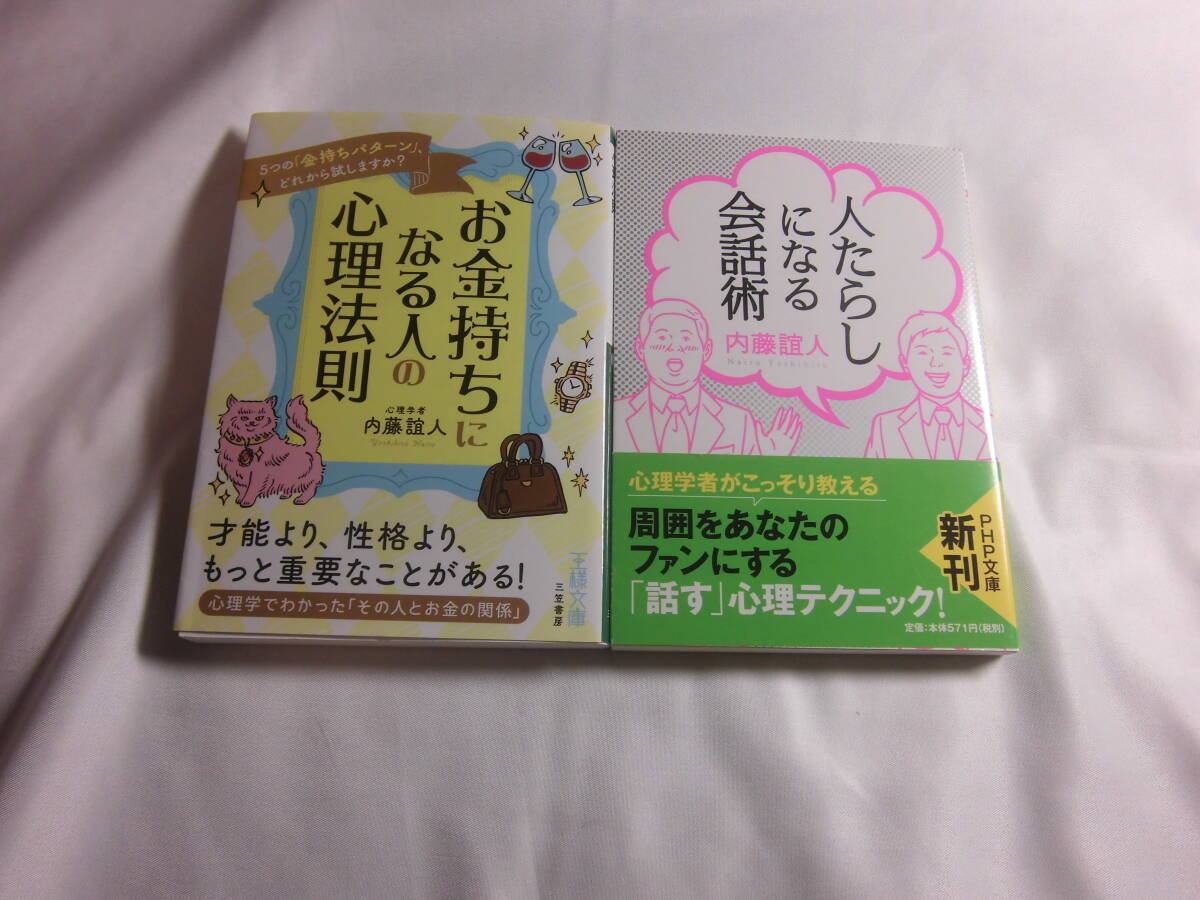 5つの「金持ちパターン」、
どれから試しますか?
お金持ちに
なる人の
心理法則
心理学者
内藤誼人
Yoshihito Naito
才能より、性格より、
もっと重要なことがある!
心理学でわかった「その人とお金の関係」
王様文庫
三笠書房
人たらし
になる
会話術
内藤誼人
Naito Yoshihito
心理学者がこっそり教える
周囲をあなたの
ファンにする
「話す」心理テクニック!
PHP文庫
新刊
定価:本体571円(税別)